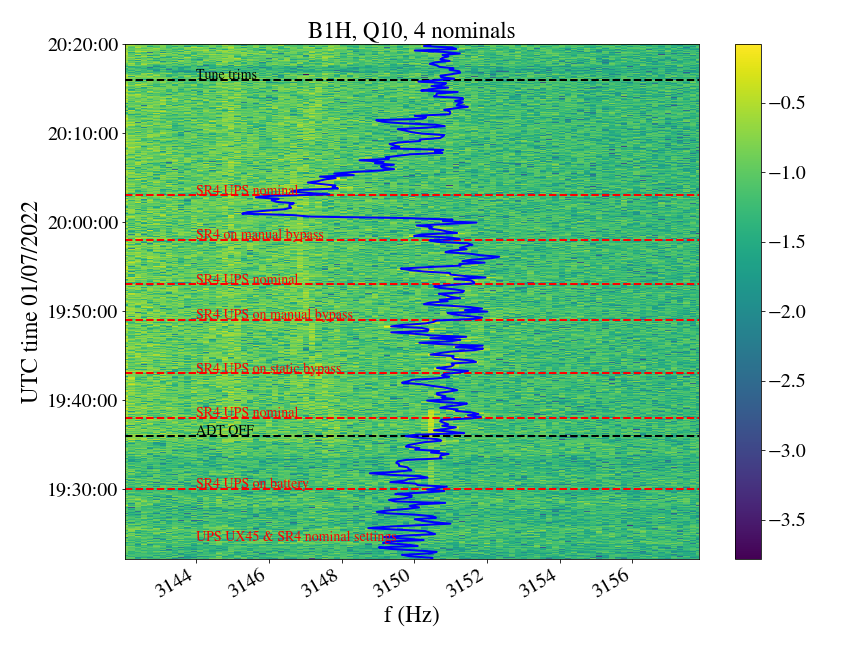 B1H, Q10, 4 nominals
20:20:00
Tune trims
20:10:00
SR4 UPS nominal
20:00:00
SR4 on manual bypass
SR4 UPS nominal
19:50:00
SR4 UPS on manual bypass
SR4 UPS on static bypass
19:40:00
SR4 UPS nominal
ADT OFF
19:30:00
SR4 UPS on battery
UPS UX45 & SR4 nominal settings
UTC time 01/07/2022
3144
3146
3148
3150
3152
3154
3156
f (Hz)
−0.5
−1.0
−1.5
−2.0
−2.5
−3.0
−3.5